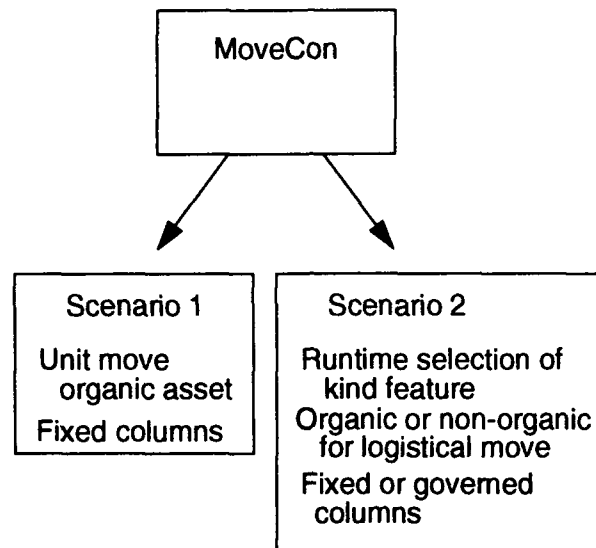 MoveCon
Scenario 1
Unit move
organic asset
Fixed columns
Scenario 2
Runtime selection of
kind feature
Organic or non-organic
for logistical move
Fixed or governed
columns